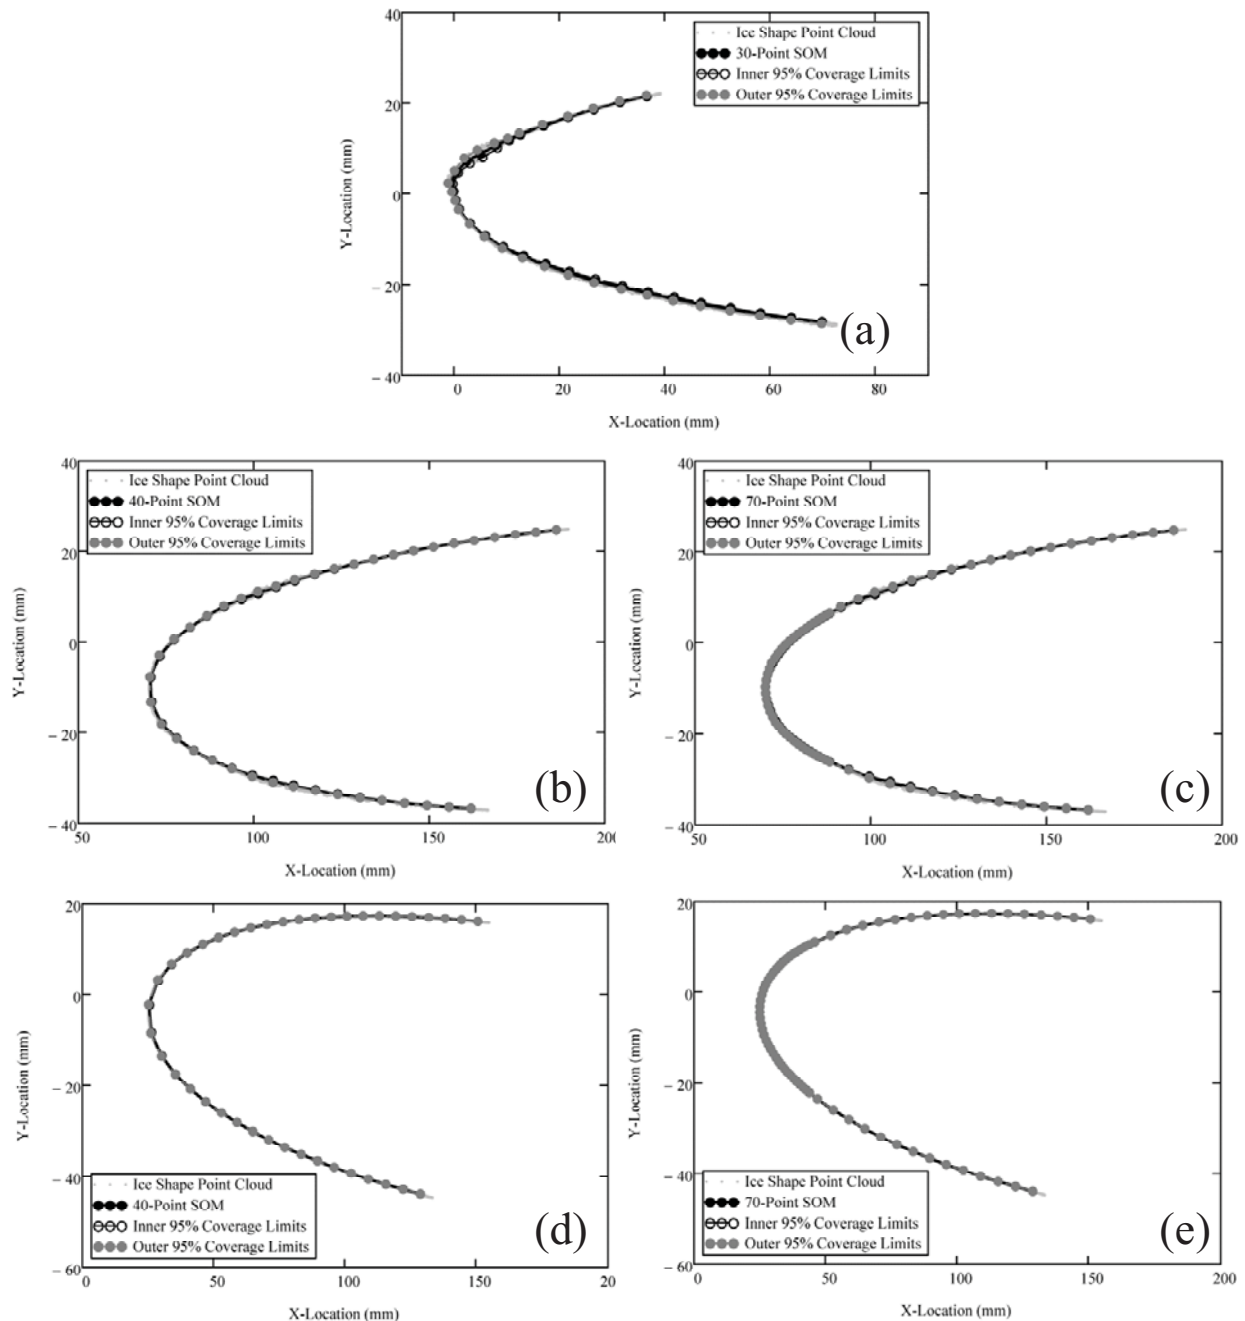 40
20
0
− 20
− 40
Y-Location (mm)
Ice Shape Point Cloud
30-Point SOM
Inner 95% Coverage Limits
Outer 95% Coverage Limits
(a)
0 20 40 60 80
X-Location (mm)
40
20
0
− 20
− 40
Y-Location (mm)
Ice Shape Point Cloud
40-Point SOM
Inner 95% Coverage Limits
Outer 95% Coverage Limits
(b)
50 100 150 20
X-Location (mm)
40
20
0
− 20
− 40
Y-Lccation (mm)
Ice Shape Point Cloud
70-Point SOM
Inner 95% Coverage Limits
Outer 95% Coverage Limits
(c)
50 100 150 200
X-Location (mm)
20
0
− 20
− 40
− 60
Y-Location (mm)
Ice Shape Point Cloud
40-Point SOM
Inner 95% Coverage Limits
Outer 95% Coverage Limits
(d)
0 50 100 150 20
X-Location (mm)
20
0
− 20
− 40
− 60
Y-Location (mm)
Ice Shape Point Cloud
70-Point SOM
Inner 95% Coverage Limits
Outer 95% Coverage Limits
(e)
0 50 100 150 200
X-Location (mm)